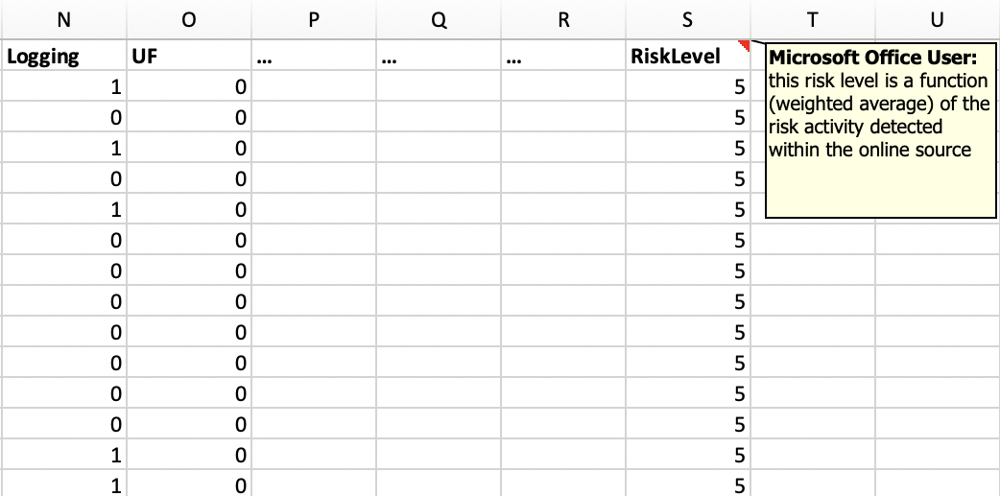 N O P Q R S T U
Logging UF ... ... ... RiskLevel
Microsoft Office User:
this risk level is a function
(weighted average) of the
risk activity detected
within the online source
1 0 5
0 0 5
1 0 5
0 0 5
1 0 5
0 0 5
0 0 5
0 0 5
0 0 5
0 0 5
0 0 5
0 0 5
1 0 5
1 0 5